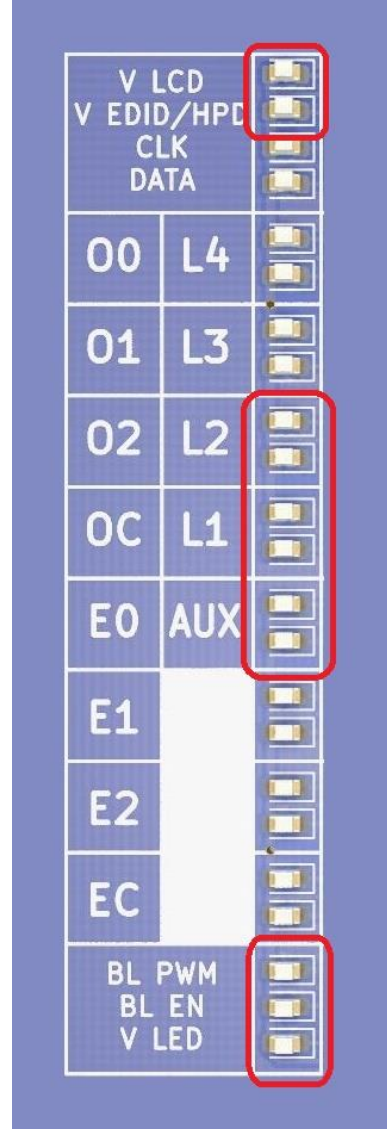 V LCD
V EDID/HPD
CLK
DATA
O0 L4
O1 L3
O2 L2
OC L1
E0 AUX
E1
E2
EC
BL PWM
BL EN
V LED